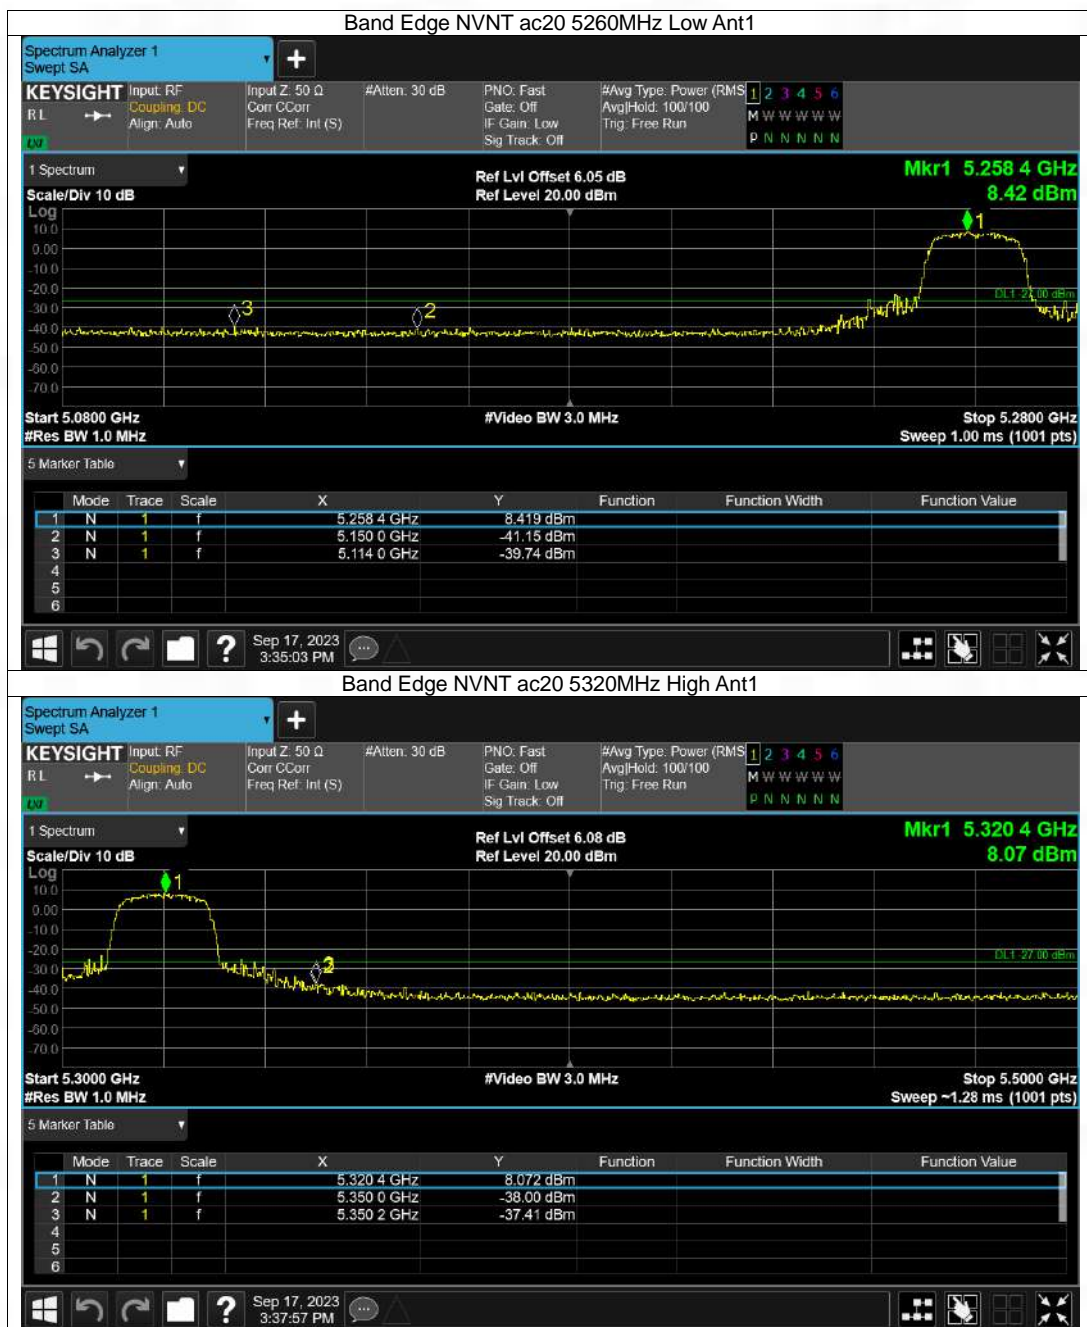 Band Edge NVNT ac20 5260MHz Low Ant1
Spectrum Analyzer 1
Swept SA
+
KEYSIGHT Input: RF Input Z: 50 Ω #Atten: 30 dB PNO: Fast #Avg Type: Power (RMS 1 2 3 4 5 6
RL Coupling: DC Corr CCorr Gate: Off Avg|Hold: 100/100 M W W W W W
Align: Auto Freq Ref: Int (S) IF Gain: Low Trig: Free Run
LXI Sig Track: Off P N N N N N
1 Spectrum Ref Lvl Offset 6.05 dB Mkr1 5.258 4 GHz
Scale/Div 10 dB Ref Level 20.00 dBm 8.42 dBm
Log
10.0 1
0.00
-10.0
-20.0 DL1 -27.00 dBm
-30.0 3 2
-40.0
-50.0
-60.0
-70.0
Start 5.0800 GHz #Video BW 3.0 MHz Stop 5.2800 GHz
#Res BW 1.0 MHz Sweep 1.00 ms (1001 pts)
5 Marker Table
Mode Trace Scale X Y Function Function Width Function Value
1 N 1 f 5.258 4 GHz 8.419 dBm
2 N 1 f 5.150 0 GHz -41.15 dBm
3 N 1 f 5.114 0 GHz -39.74 dBm
4
5
6
? Sep 17, 2023
3:35:03 PM
Band Edge NVNT ac20 5320MHz High Ant1
Spectrum Analyzer 1
Swept SA
+
KEYSIGHT Input: RF Input Z: 50 Ω #Atten: 30 dB PNO: Fast #Avg Type: Power (RMS 1 2 3 4 5 6
RL Coupling: DC Corr CCorr Gate: Off Avg|Hold: 100/100 M W W W W W
Align: Auto Freq Ref: Int (S) IF Gain: Low Trig: Free Run
LXI Sig Track: Off P N N N N N
1 Spectrum Ref Lvl Offset 6.08 dB Mkr1 5.320 4 GHz
Scale/Div 10 dB Ref Level 20.00 dBm 8.07 dBm
Log
10.0 1
0.00
-10.0
-20.0 DL1 -27.00 dBm
-30.0 2
-40.0
-50.0
-60.0
-70.0
Start 5.3000 GHz #Video BW 3.0 MHz Stop 5.5000 GHz
#Res BW 1.0 MHz Sweep ~1.28 ms (1001 pts)
5 Marker Table
Mode Trace Scale X Y Function Function Width Function Value
1 N 1 f 5.320 4 GHz 8.072 dBm
2 N 1 f 5.350 0 GHz -38.00 dBm
3 N 1 f 5.350 2 GHz -37.41 dBm
4
5
6
? Sep 17, 2023
3:37:57 PM